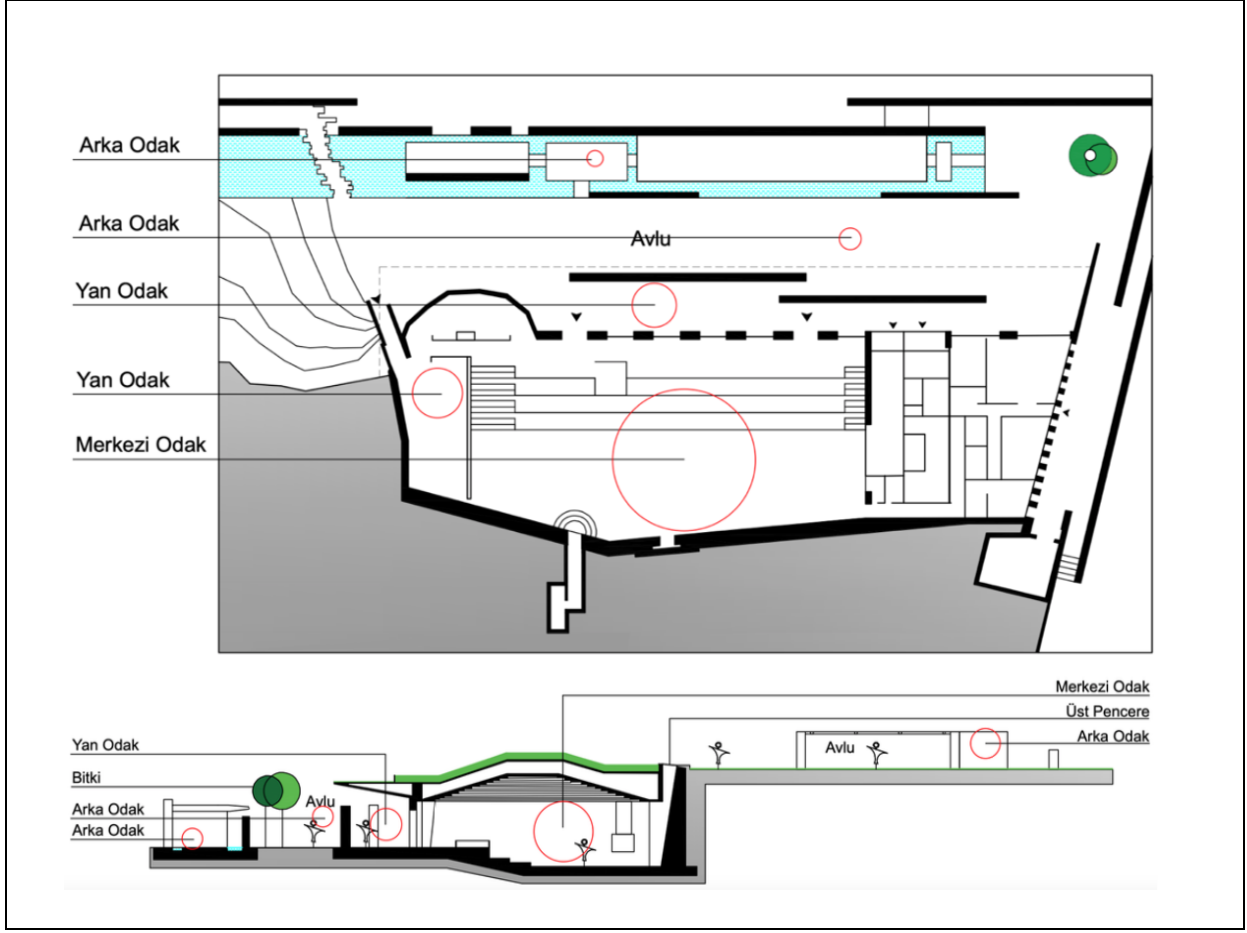 Arka Odak
Arka Odak
Avlu
Yan Odak
Yan Odak
Merkezi Odak
Merkezi Odak
Üst Pencere
Arka Odak
Avlu
Yan Odak
Bitki
Avlu
Arka Odak
Arka Odak